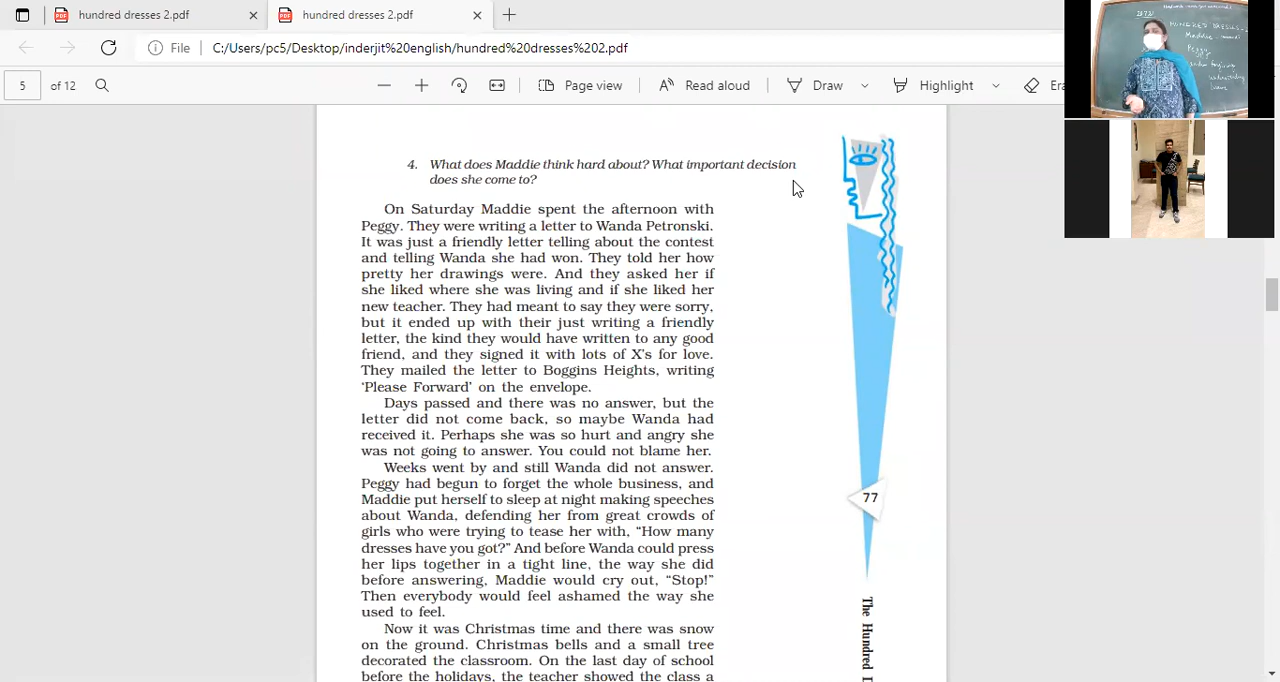 hundred dresses 2.pdf
hundred dresses 2.pdf
File C:/Users/pc5/Desktop/inderjit%20english/hundred%20dresses%202.pdf
5 of 12 Page view Read aloud Draw Highlight
4. What does Maddie think hard about? What important decision
does she come to?
On Saturday Maddie spent the afternoon with
Peggy. They were writing a letter to Wanda Petronski.
It was just a friendly letter telling about the contest
and telling Wanda she had won. They told her how
pretty her drawings were. And they asked her if
she liked where she was living and if she liked her
new teacher. They had meant to say they were sorry,
but it ended up with their just writing a friendly
letter, the kind they would have written to any good
friend, and they signed it with lots of X's for love.
They mailed the letter to Boggins Heights, writing
‘Please Forward’ on the envelope.
Days passed and there was no answer, but the
letter did not come back, so maybe Wanda had
received it. Perhaps she was so hurt and angry she
was not going to answer. You could not blame her.
Weeks went by and still Wanda did not answer.
Peggy had begun to forget the whole business, and
Maddie put herself to sleep at night making speeches
about Wanda, defending her from great crowds of
girls who were trying to tease her with, “How many
dresses have you got?” And before Wanda could press
her lips together in a tight line, the way she did
before answering, Maddie would cry out, “Stop!”
Then everybody would feel ashamed the way she
used to feel.
Now it was Christmas time and there was snow
on the ground. Christmas bells and a small tree
decorated the classroom. On the last day of school
before the holidays, the teacher showed the class a
77
The Hundred
HUNDRED DRESSES
Maddie
Peggy